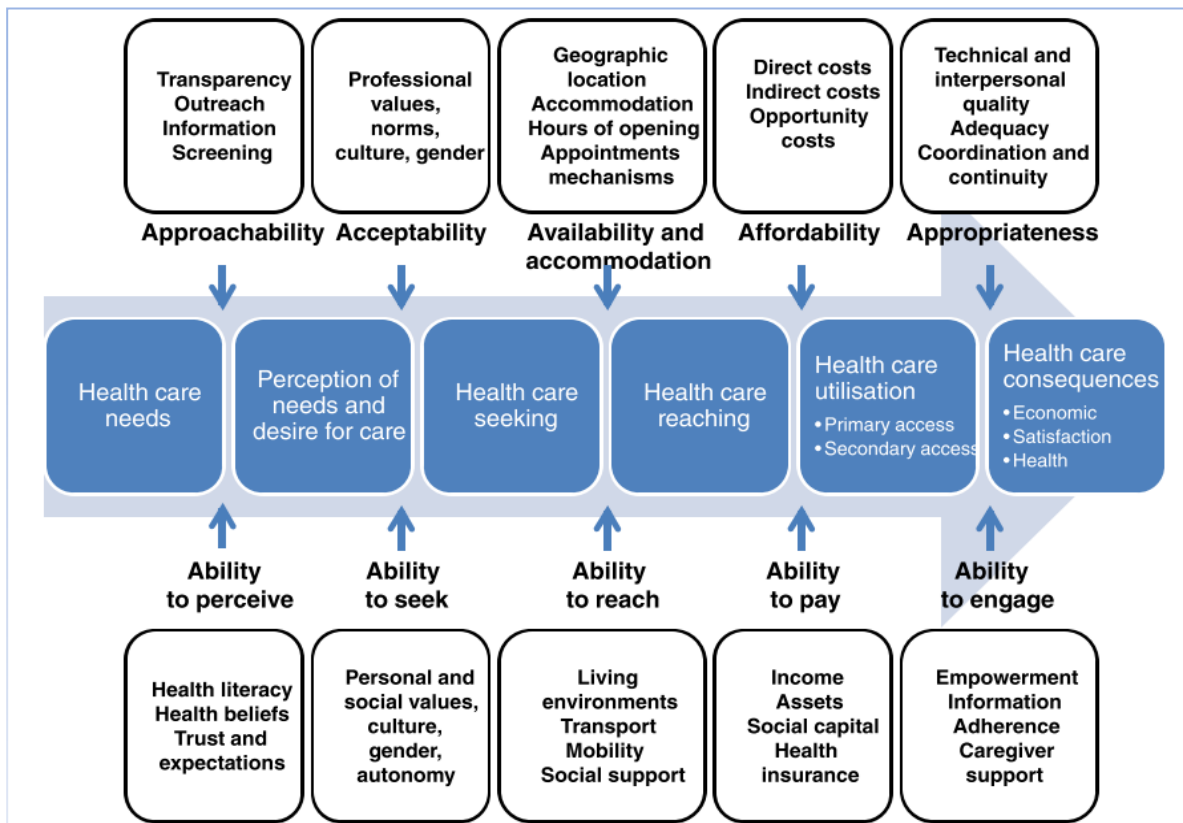 Transparency
Outreach
Information
Screening
Professional
values,
norms,
culture, gender
Geographic
location
Accommodation
Hours of opening
Appointments
mechanisms
Direct costs
Indirect costs
Opportunity
costs
Technical and
interpersonal
quality
Adequacy
Coordination and
continuity
Approachability
Acceptability
Availability and
accommodation
Affordability
Appropriateness
Health care
needs
Perception of
needs and
desire for care
Health care
seeking
Health care
reaching
Health care
utilisation
• Primary access
• Secondary access
Health care
consequences
• Economic
• Satisfaction
• Health
Ability
to perceive
Ability
to seek
Ability
to reach
Ability
to pay
Ability
to engage
Health literacy
Health beliefs
Trust and
expectations
Personal and
social values,
culture,
gender,
autonomy
Living
environments
Transport
Mobility
Social support
Income
Assets
Social capital
Health
insurance
Empowerment
Information
Adherence
Caregiver
support